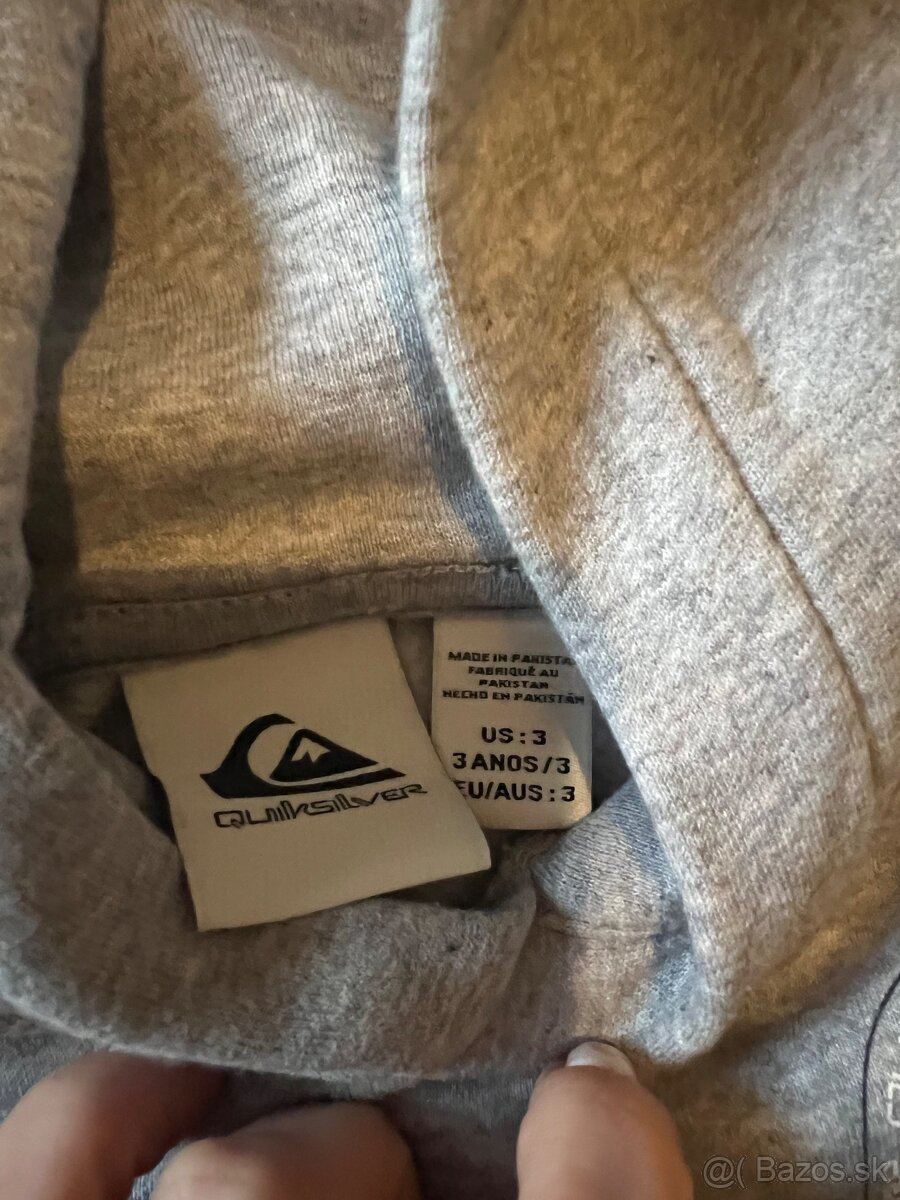 QUIKSILVER
MADE IN PAKISTA
FABRIQUÉ AU
PAKISTAN
HECHO EN PAKISTÁN
US : 3
3 ANOS / 3
EU/AUS : 3
@( Bazos.sk